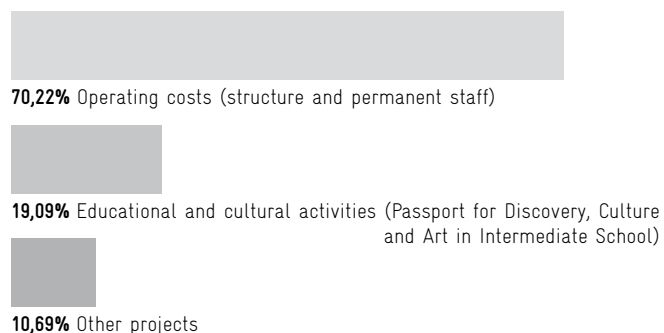 70,22% Operating costs (structure and permanent staff)
19,09% Educational and cultural activities (Passport for Discovery, Culture
and Art in Intermediate School)
10,69% Other projects